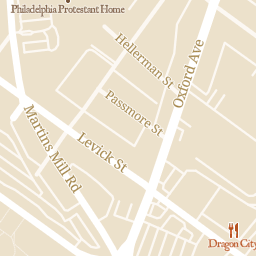 Philadelphia Protestant Home
Hellerman St
Oxford Ave
Passmore St
Martins Mill Rd
Levick St
Dragon City